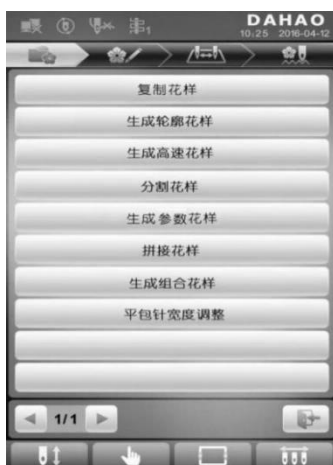 DAHAO
10:25 2016-04-12
复制花样
生成轮廓花样
生成高速花样
分割花样
生成参数花样
拼接花样
生成组合花样
平包针宽度调整
1/1